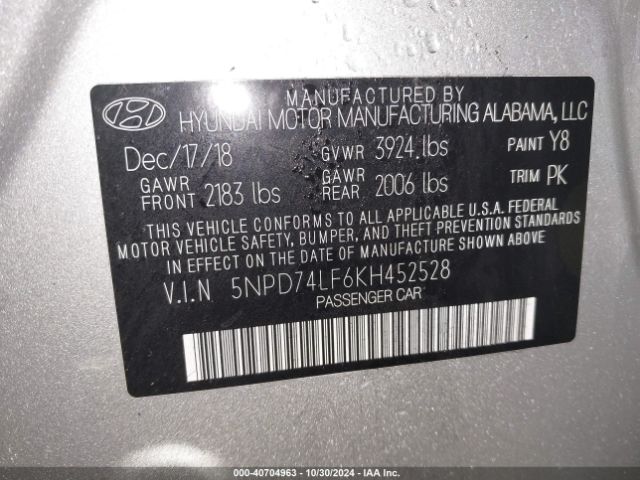 MANUFACTURED BY
HYUNDAI MOTOR MANUFACTURING ALABAMA, LLC
Dec/17/18 GVWR 3924 lbs PAINT Y8
GAWR FRONT 2183 lbs GAWR REAR 2006 lbs TRIM PK
THIS VEHICLE CONFORMS TO ALL APPLICABLE U.S.A. FEDERAL
MOTOR VEHICLE SAFETY, BUMPER, AND THEFT PREVENTION STANDARDS
IN EFFECT ON THE DATE OF MANUFACTURE SHOWN ABOVE.
V.I.N 5NPD74LF6KH452528
PASSENGER CAR
© - 40704963 - 10/30/2024 - IAA Inc.